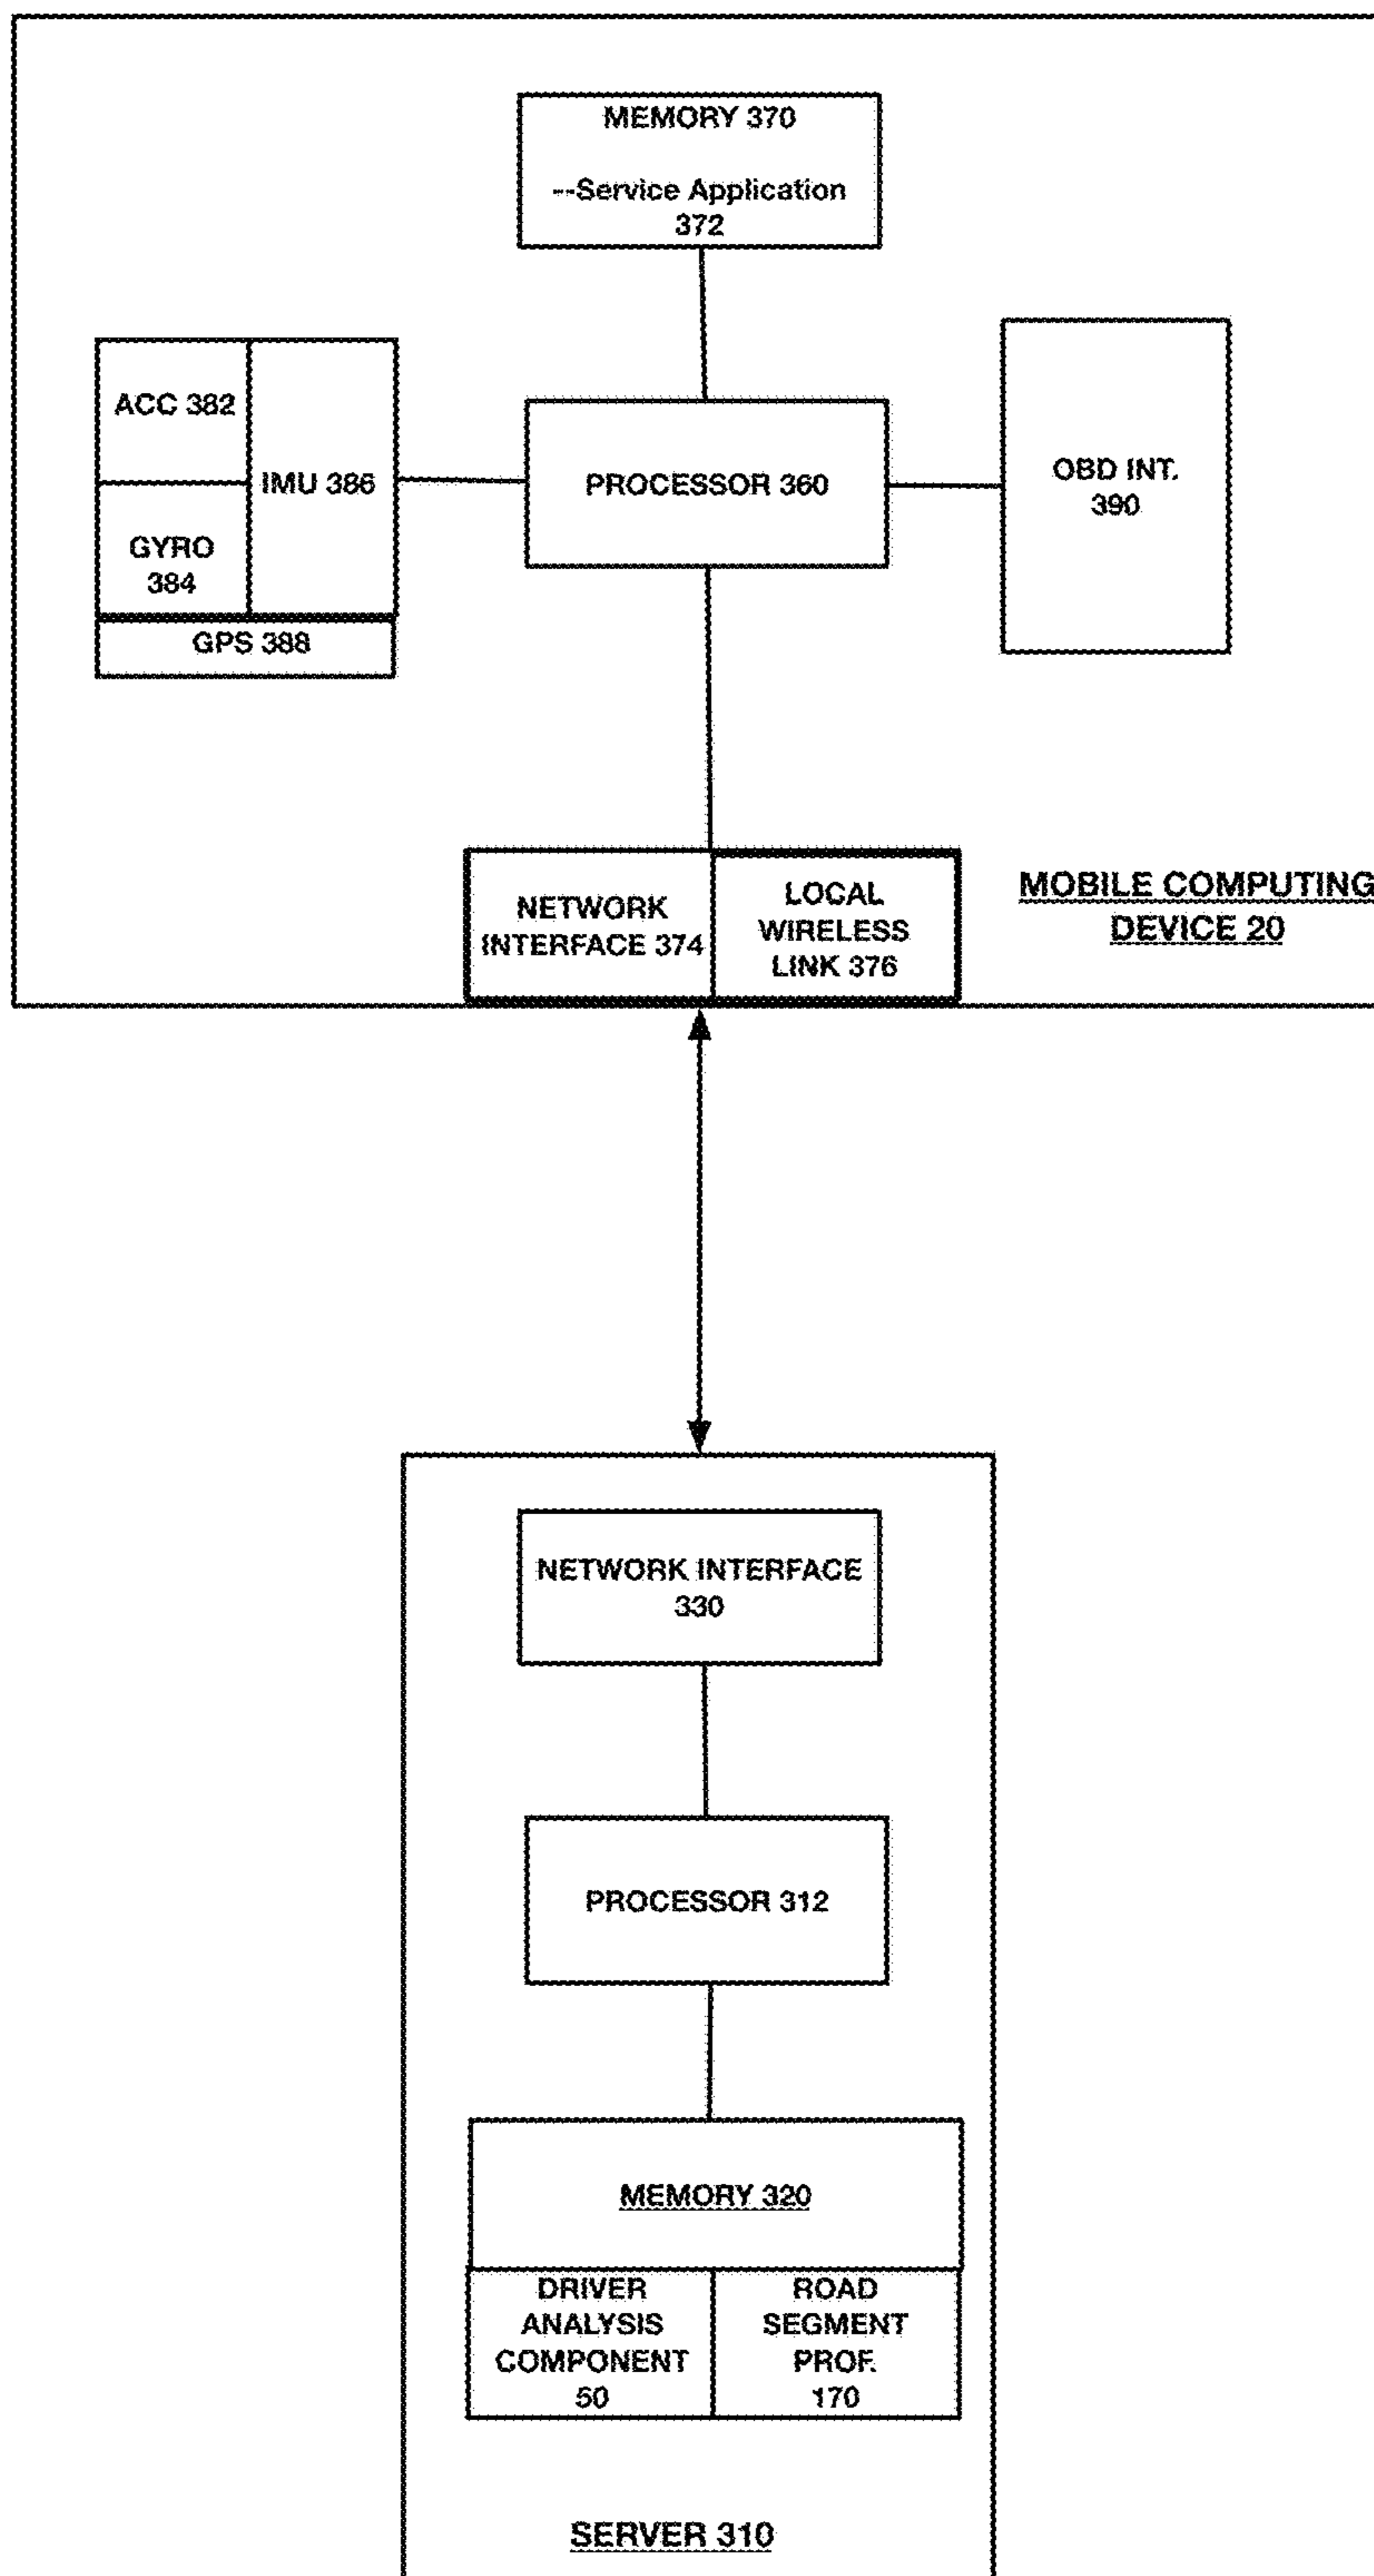 MEMORY 370
--Service Application
372
ACC 382
IMU 386
GYRO
384
GPS 388
PROCESSOR 360
OBD INT.
390
NETWORK
INTERFACE 374
LOCAL
WIRELESS
LINK 376
MOBILE COMPUTING
DEVICE 20
NETWORK INTERFACE
330
PROCESSOR 312
MEMORY 320
DRIVER
ANALYSIS
COMPONENT
50
ROAD
SEGMENT
PROF.
170
SERVER 310